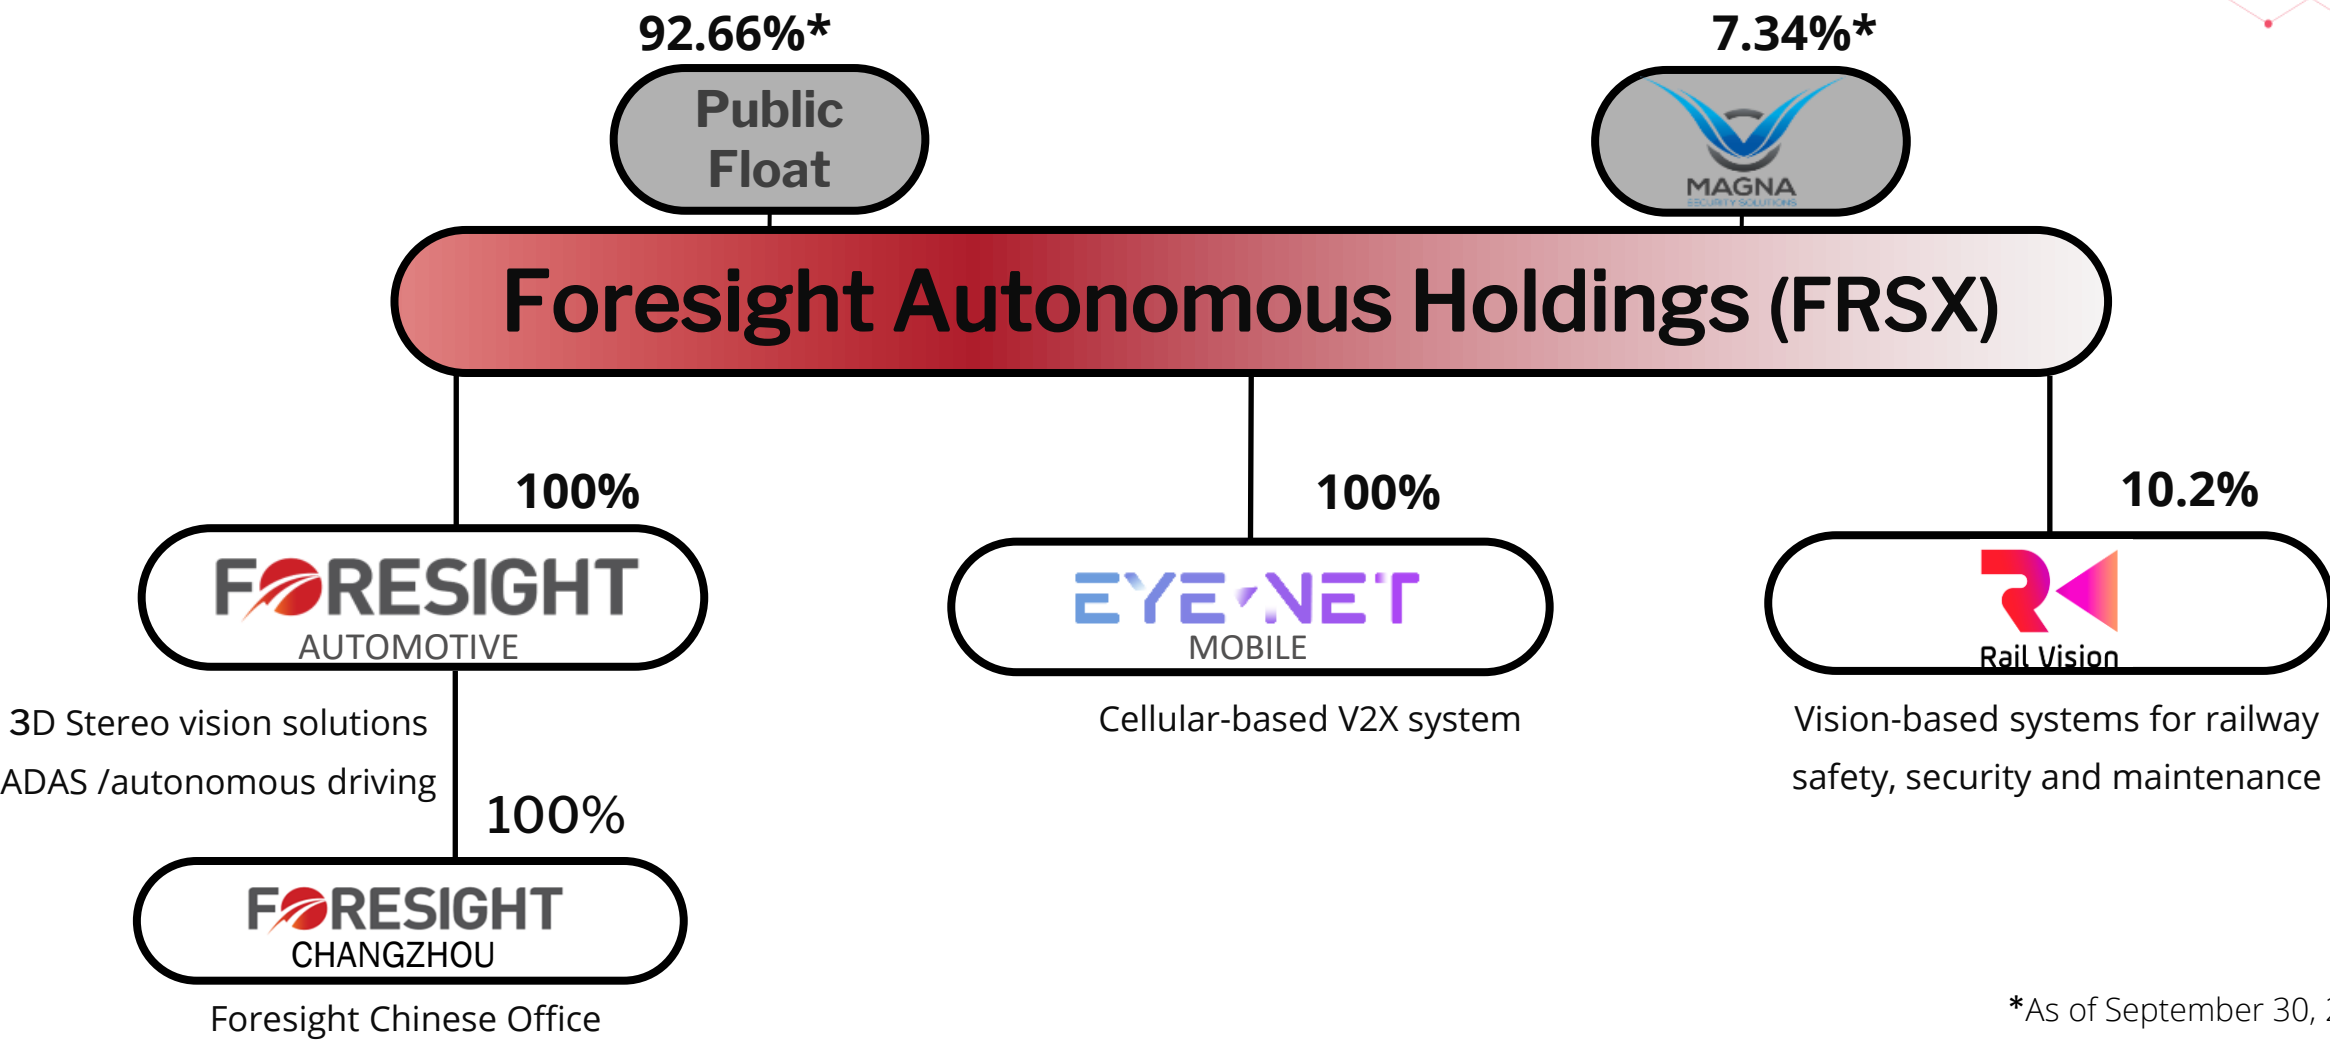 92.66%*
7.34%*
Public
Float
MAGNA
SECURITY SOLUTIONS
Foresight Autonomous Holdings (FRSX)
100%
100%
10.2%
FORESIGHT
AUTOMOTIVE
EYE-NET
MOBILE
Rail Vision
3D Stereo vision solutions
ADAS /autonomous driving
Cellular-based V2X system
Vision-based systems for railway
safety, security and maintenance
100%
FORESIGHT
CHANGZHOU
Foresight Chinese Office
*As of September 30,